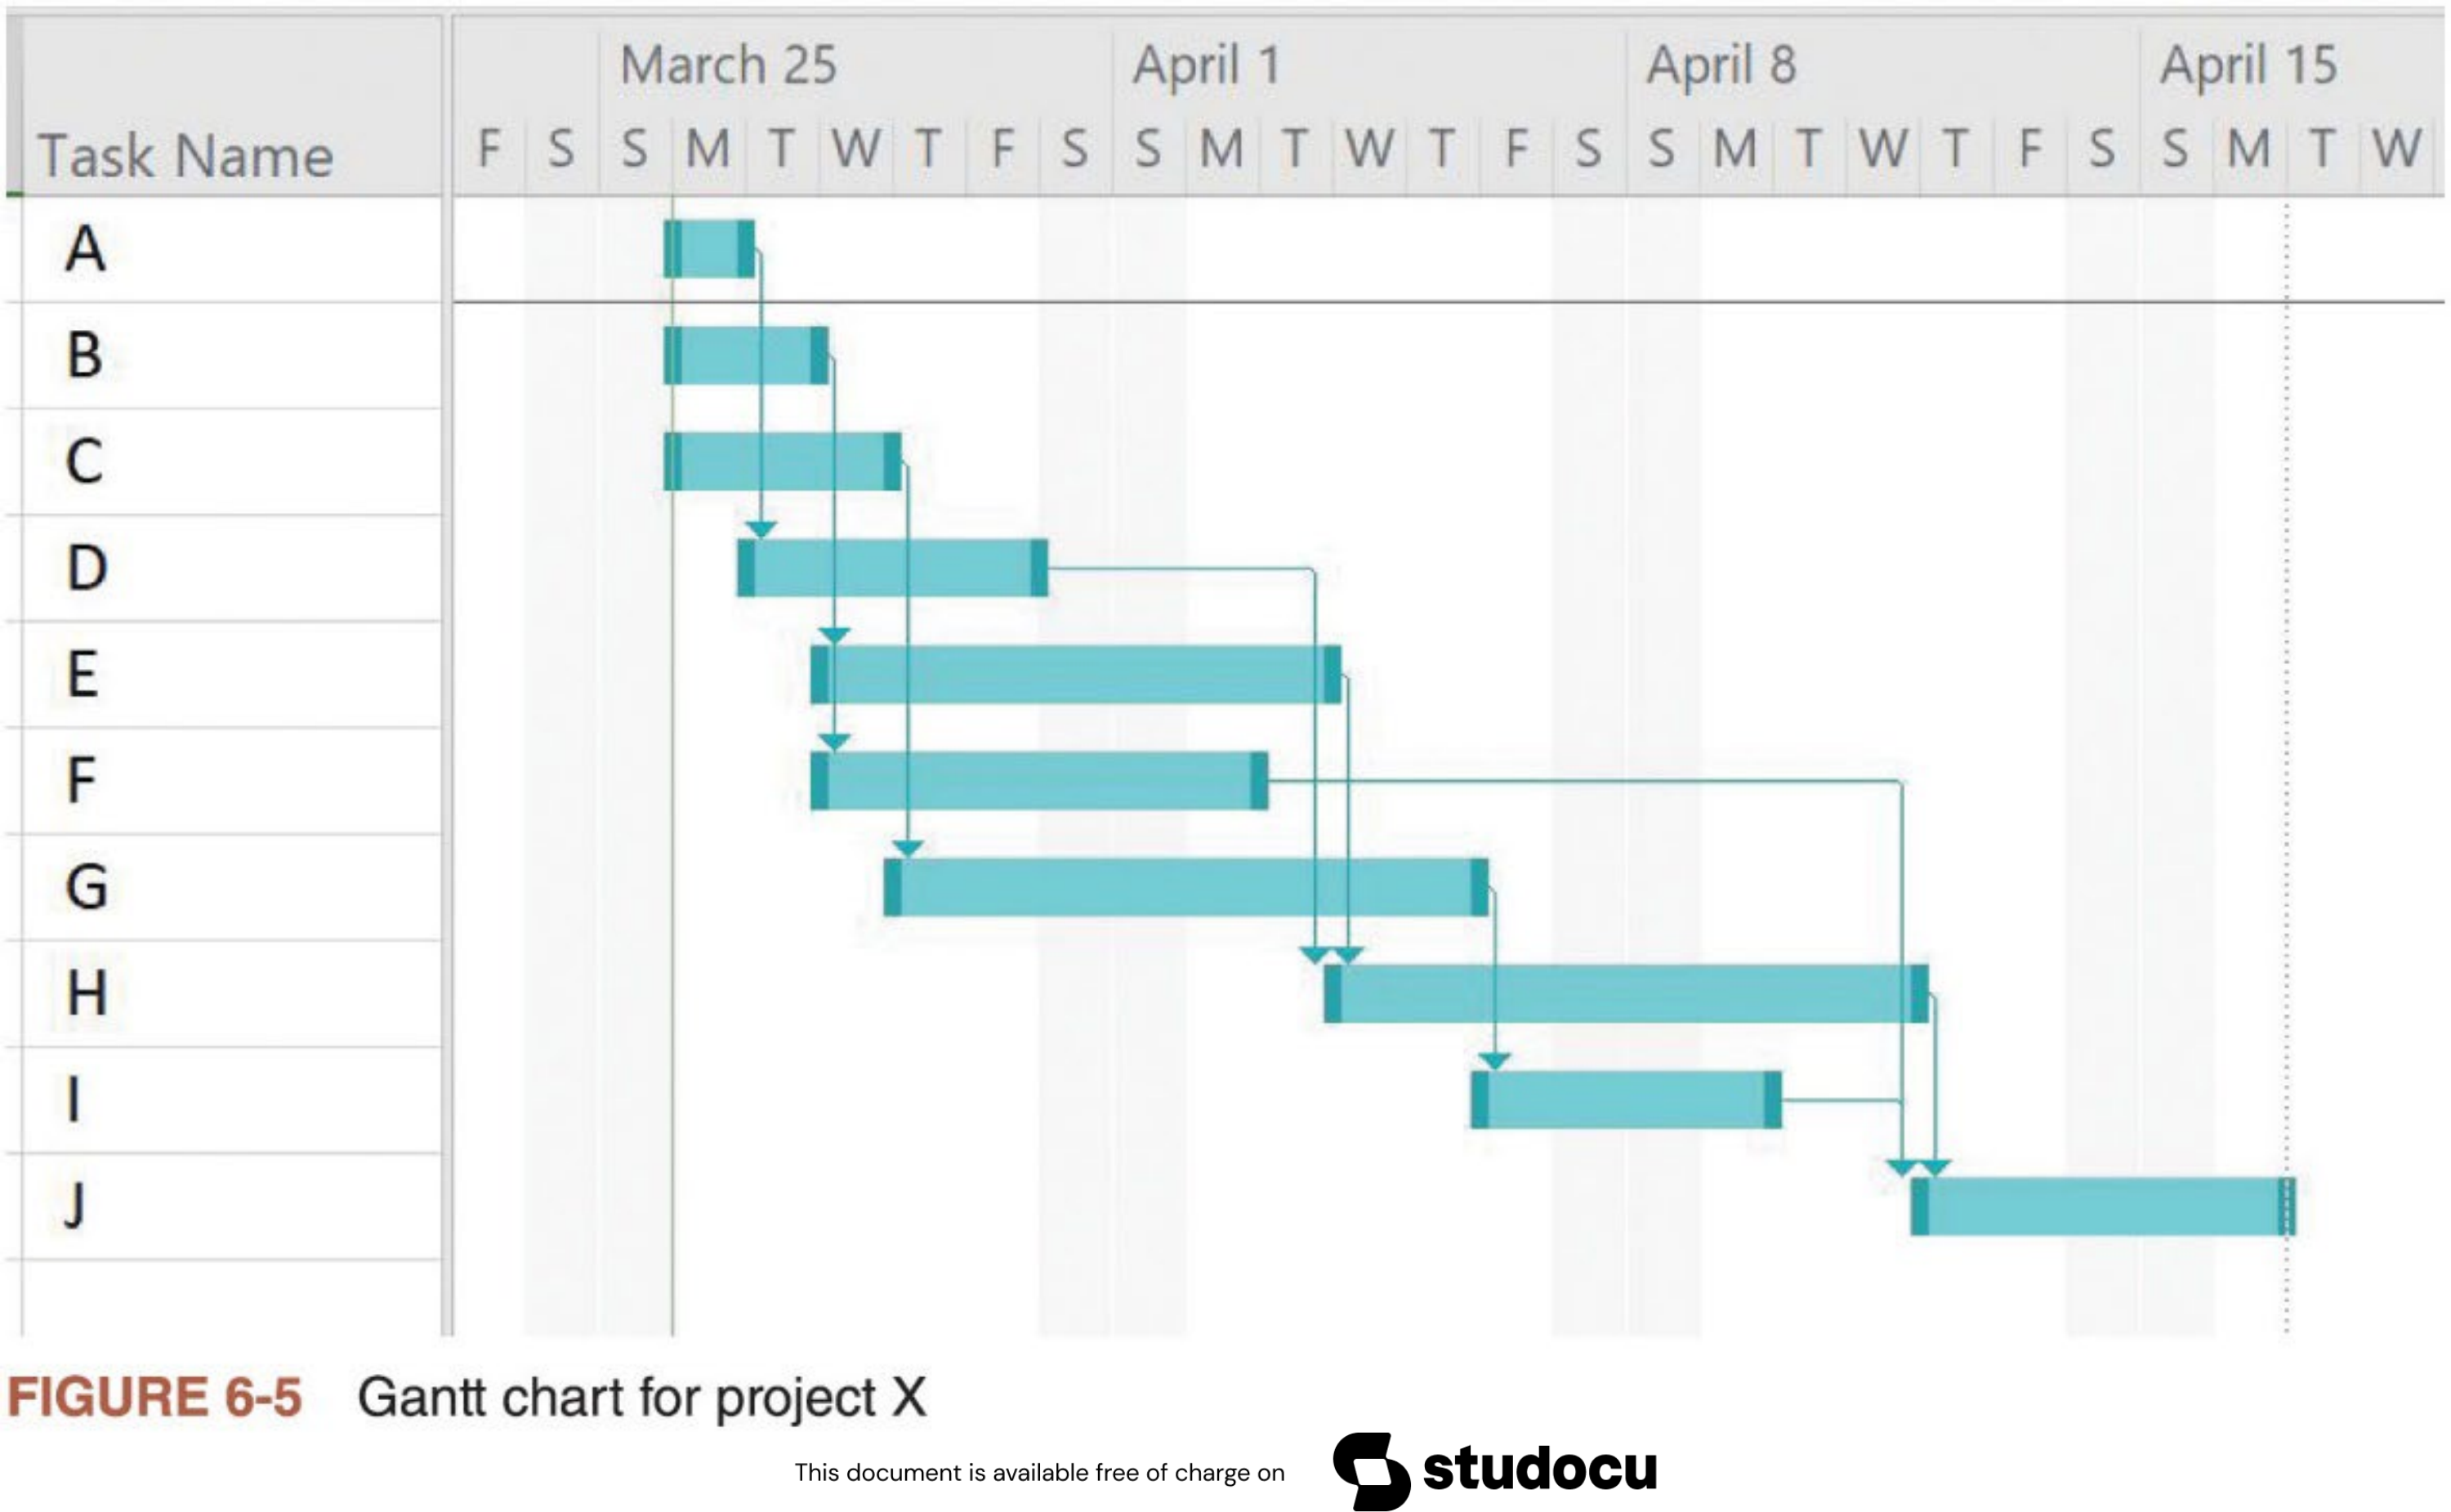 March 25 April 1 April 8 April 15
Task Name F S S M T W T F S S M T W T F S S M T W T F S S M T W
A
B
C
D
E
F
G
H
I
J
FIGURE 6-5 Gantt chart for project X
This document is available free of charge on studocu